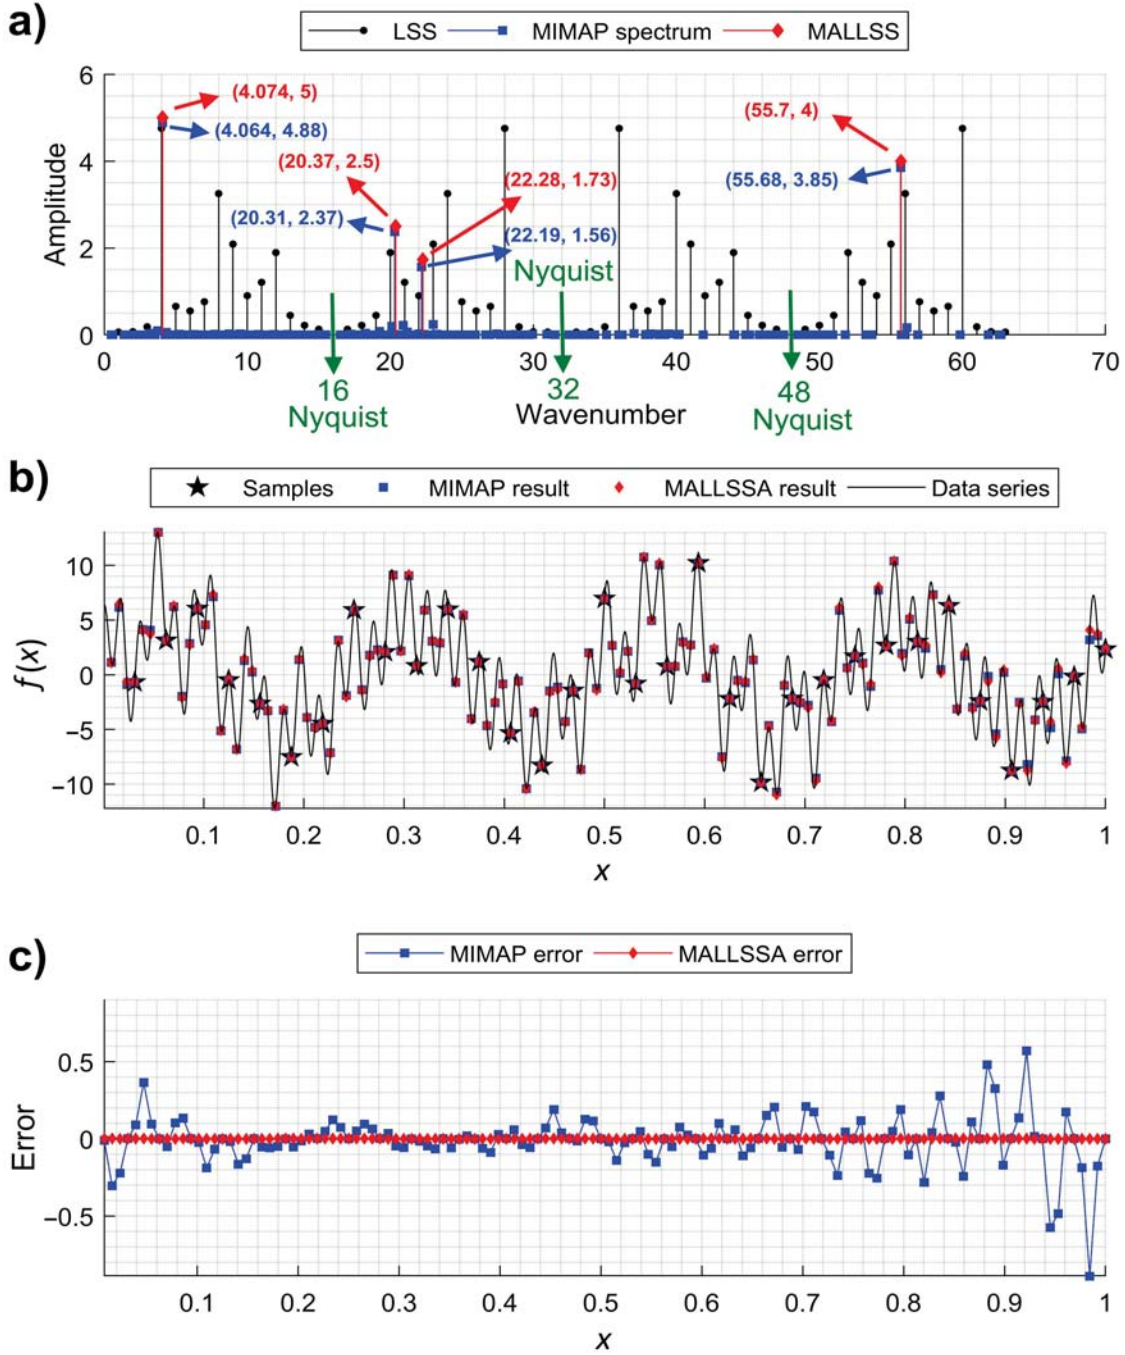 a)
LSS MIMAP spectrum MALLSS
6
(4.074, 5)
(55.7, 4)
(4.064, 4.88)
4
(20.37, 2.5)
(22.28, 1.73)
(55.68, 3.85)
(20.31, 2.37)
(22.19, 1.56)
2
Nyquist
0
Amplitude
0 10 20 30 40 50 60 70
16 32 48
Nyquist Wavenumber Nyquist
b)
Samples MIMAP result MALLSSA result Data series
10
5
0
−5
−10
f(x)
0.1 0.2 0.3 0.4 0.5 0.6 0.7 0.8 0.9 1
x
c)
MIMAP error MALLSSA error
0.5
0
−0.5
Error
0.1 0.2 0.3 0.4 0.5 0.6 0.7 0.8 0.9 1
x